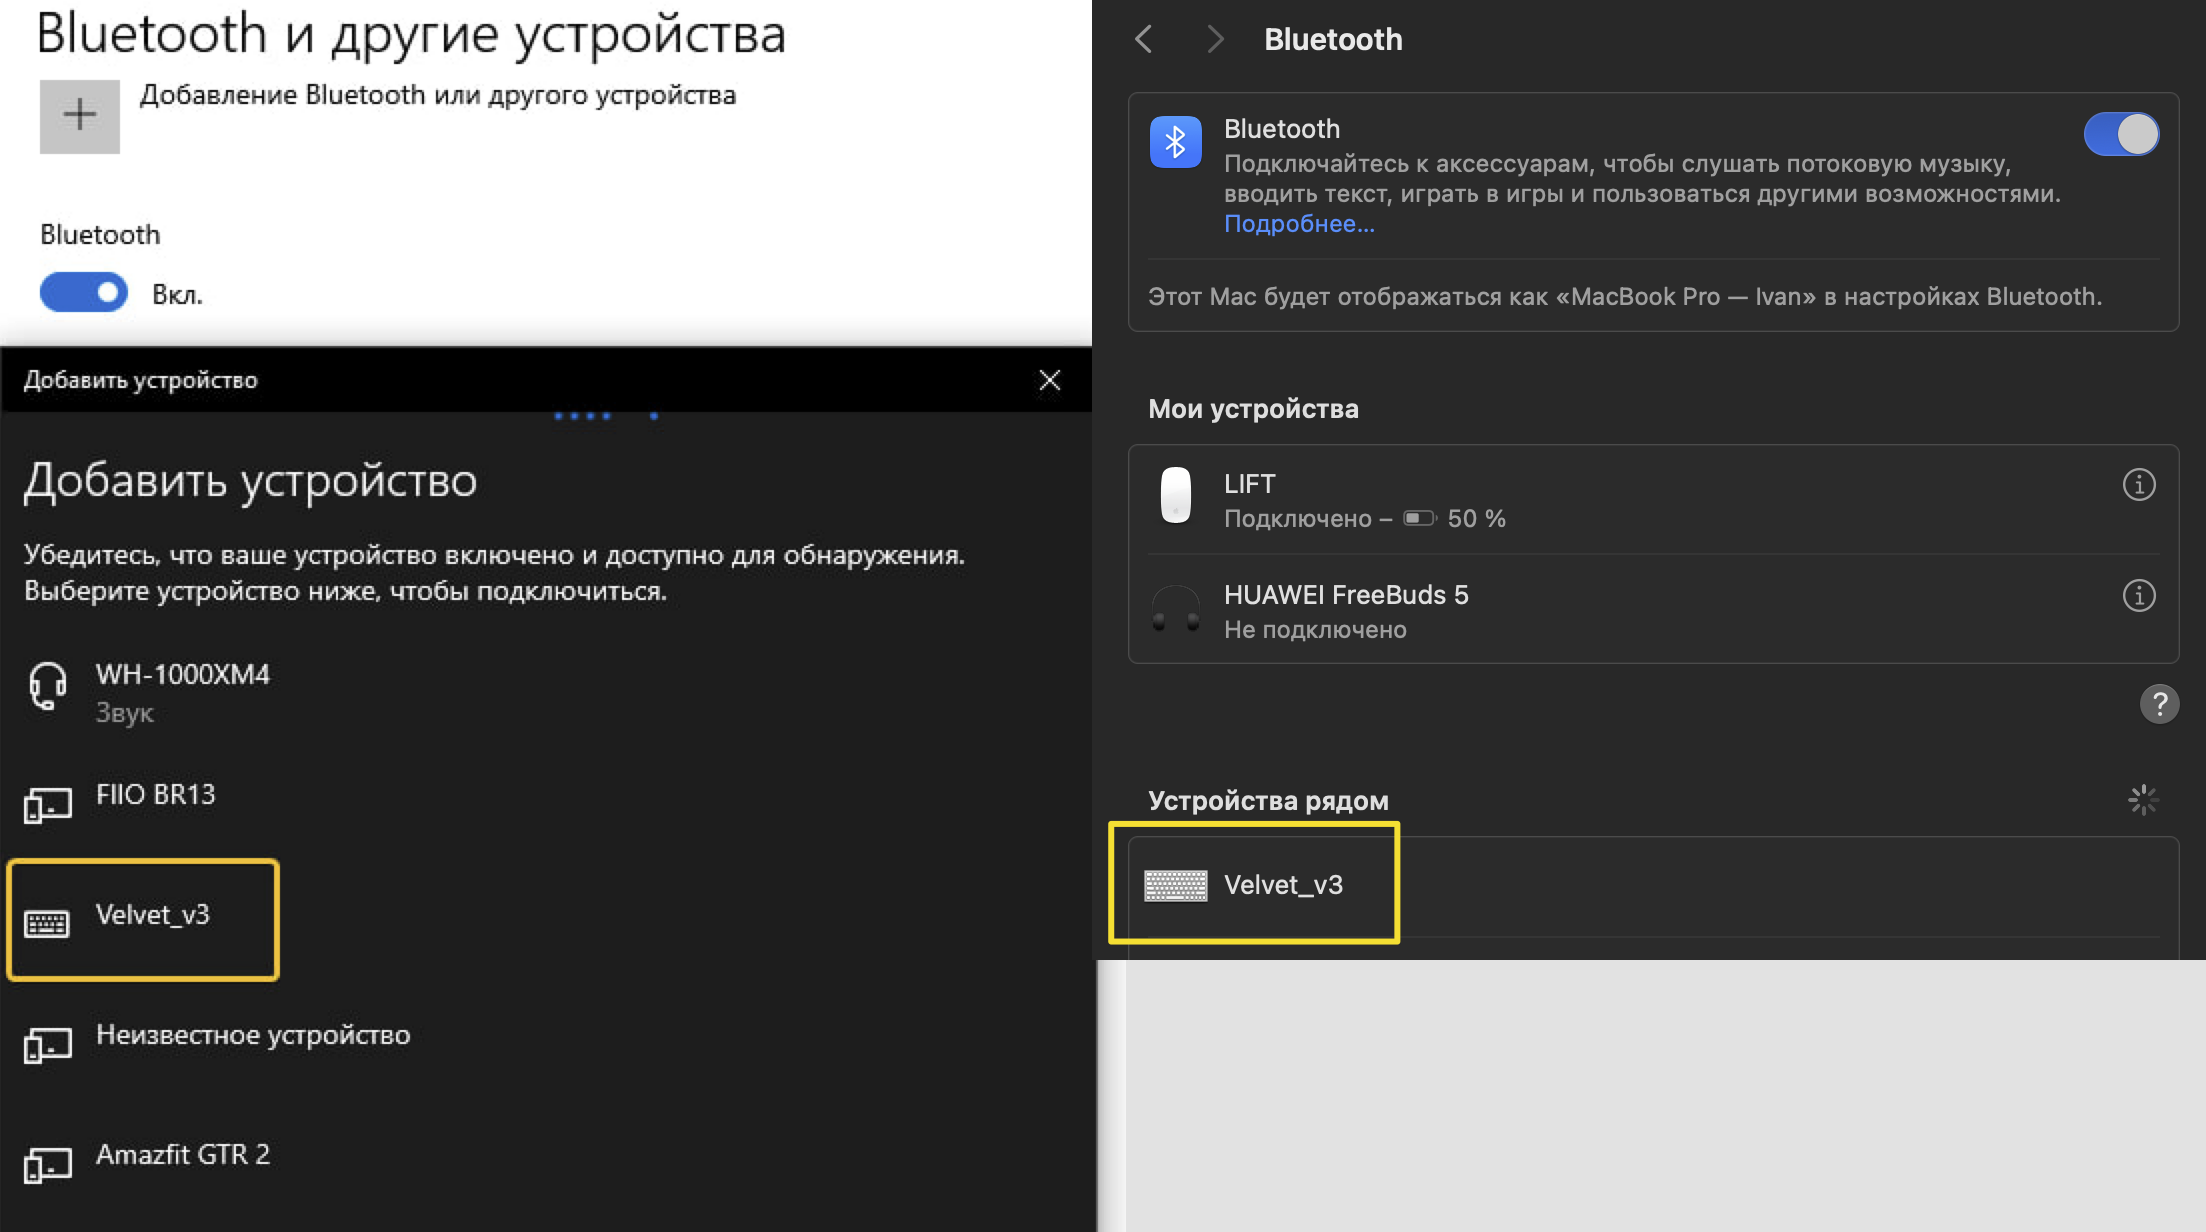 Bluetooth и другие устройства
Добавление Bluetooth или другого устройства
Bluetooth
Вкл.
Добавить устройство
Добавить устройство
Убедитесь, что ваше устройство включено и доступно для обнаружения.
Выберите устройство ниже, чтобы подключиться.
WH-1000XM4
Звук
FIIO BR13
Velvet_v3
Неизвестное устройство
Amazfit GTR 2
Bluetooth
Bluetooth
Подключайтесь к аксессуарам, чтобы слушать потоковую музыку,
вводить текст, играть в игры и пользоваться другими возможностями.
Подробнее...
Этот Mac будет отображаться как «MacBook Pro — Ivan» в настройках Bluetooth.
Мои устройства
LIFT
Подключено – 50 %
HUAWEI FreeBuds 5
Не подключено
?
Устройства рядом
Velvet_v3